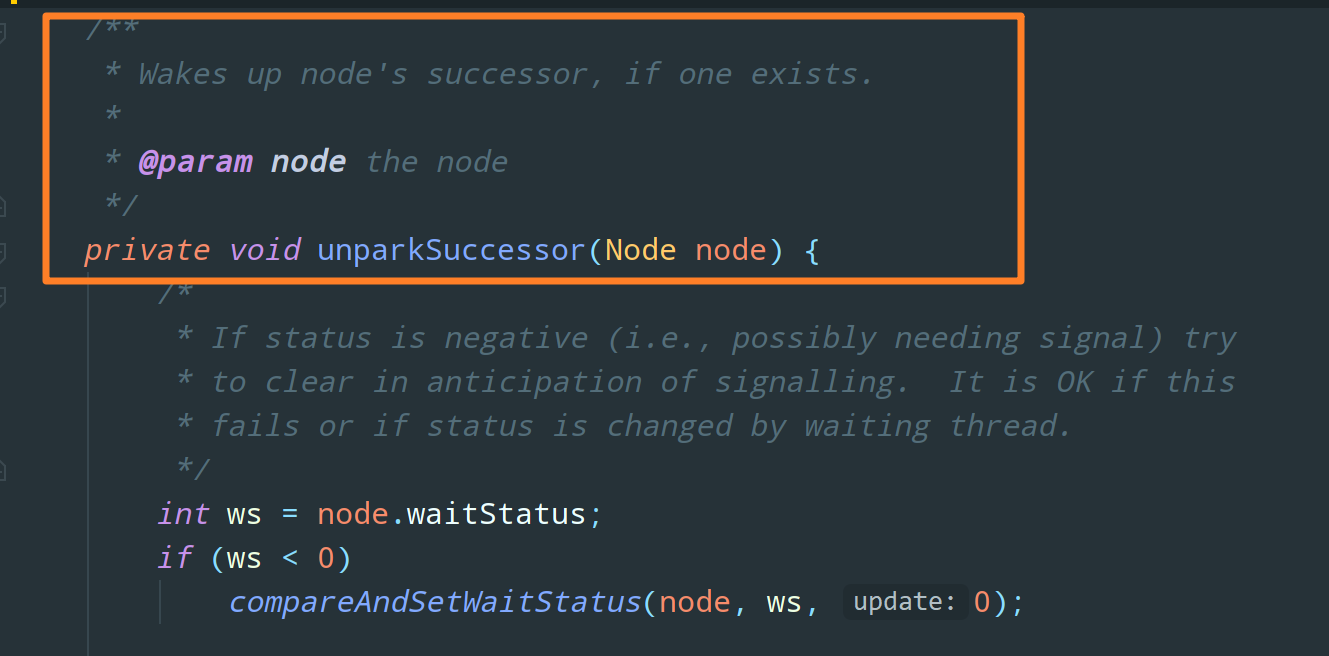 /**
* Wakes up node's successor, if one exists.
*
* @param node the node
*/
private void unparkSuccessor(Node node) {
/*
* If status is negative (i.e., possibly needing signal) try
* to clear in anticipation of signalling.  It is OK if this
* fails or if status is changed by waiting thread.
*/
int ws = node.waitStatus;
if (ws < 0)
compareAndSetWaitStatus(node, ws, update: 0);